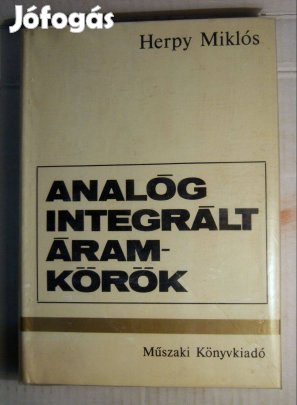 Jófogás
Herpy Miklós
ANALÓG
INTEGRÁLT
ÁRAM-
KÖRÖK
Műszaki Könyvkiadó